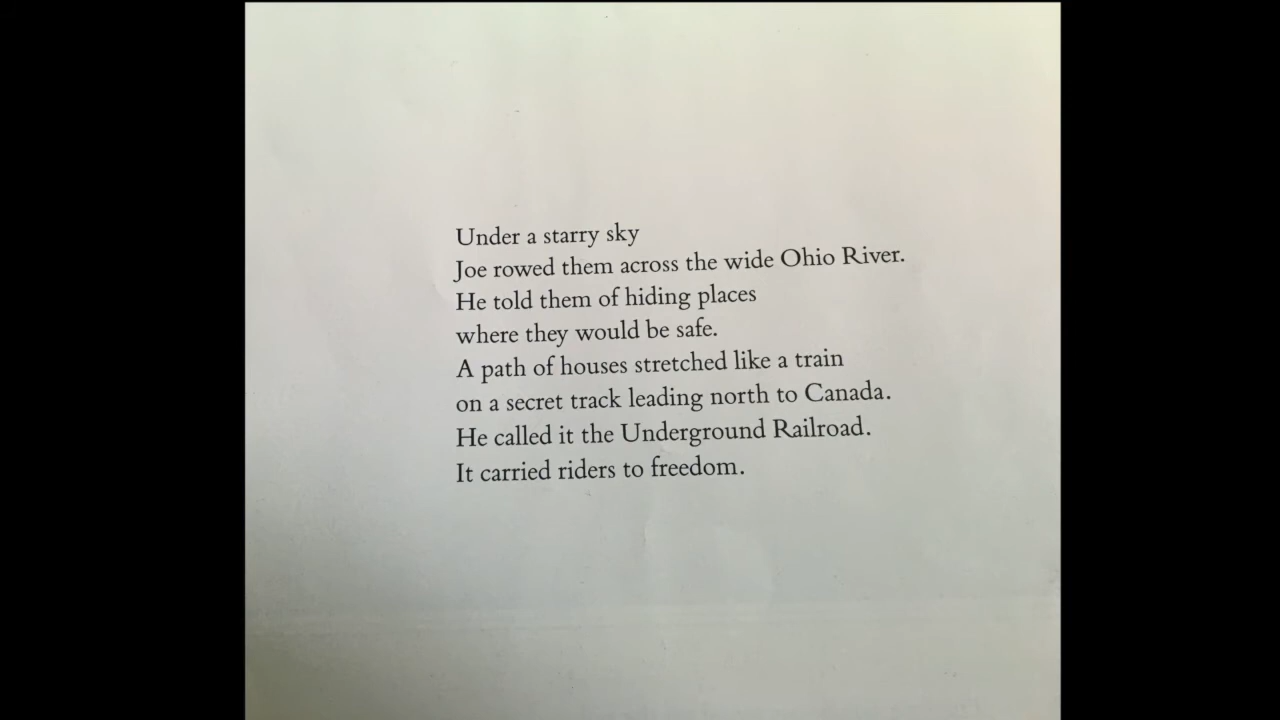 Under a starry sky
Joe rowed them across the wide Ohio River.
He told them of hiding places
where they would be safe.
A path of houses stretched like a train
on a secret track leading north to Canada.
He called it the Underground Railroad.
It carried riders to freedom.